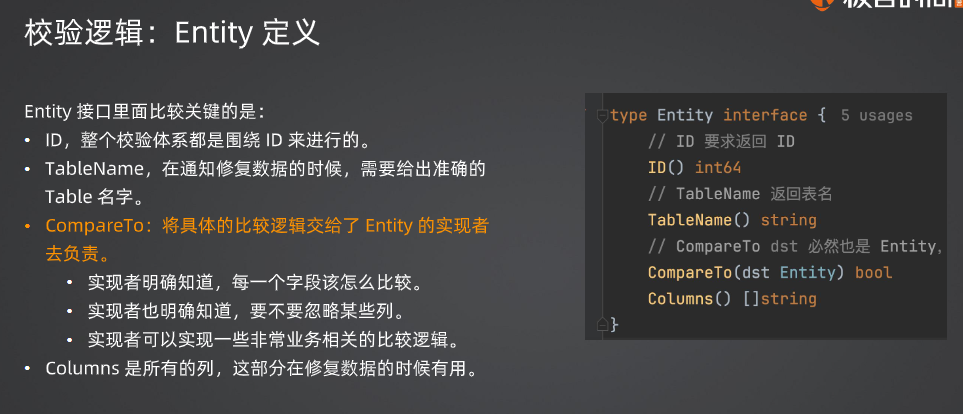 校验逻辑：Entity 定义
Entity 接口里面比较关键的是：
• ID，整个校验体系都是围绕 ID 来进行的。
• TableName，在通知修复数据的时候，需要给出准确的
Table 名字。
• CompareTo：将具体的比较逻辑交给了 Entity 的实现者
去负责。
• 实现者明确知道，每一个字段该怎么比较。
• 实现者也明确知道，要不要忽略某些列。
• 实现者可以实现一些非常业务相关的比较逻辑。
• Columns 是所有的列，这部分在修复数据的时候有用。
type Entity interface { 5 usages
// ID 要求返回 ID
ID() int64
// TableName 返回表名
TableName() string
// CompareTo dst 必然也是 Entity，
CompareTo(dst Entity) bool
Columns() []string
}